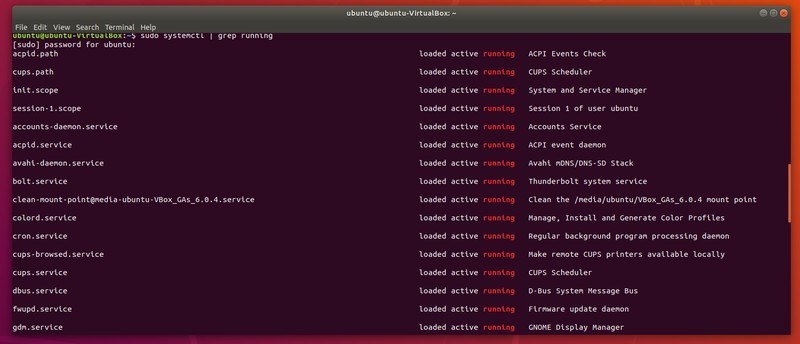 ubuntu@ubuntu-VirtualBox: ~
File Edit View Search Terminal Help
ubuntu@ubuntu-VirtualBox:~$ sudo systemctl | grep running
[sudo] password for ubuntu:
acpid.path loaded active running ACPI Events Check
cups.path loaded active running CUPS Scheduler
init.scope loaded active running System and Service Manager
session-1.scope loaded active running Session 1 of user ubuntu
accounts-daemon.service loaded active running Accounts Service
acpid.service loaded active running ACPI event daemon
avahi-daemon.service loaded active running Avahi mDNS/DNS-SD Stack
bolt.service loaded active running Thunderbolt system service
clean-mount-point@media-ubuntu-VBox_GAs_6.0.4.service loaded active running Clean the /media/ubuntu/VBox_GAs_6.0.4 mount point
colord.service loaded active running Manage, Install and Generate Color Profiles
cron.service loaded active running Regular background program processing daemon
cups-browsed.service loaded active running Make remote CUPS printers available locally
cups.service loaded active running CUPS Scheduler
dbus.service loaded active running D-Bus System Message Bus
fwupd.service loaded active running Firmware update daemon
gdm.service loaded active running GNOME Display Manager